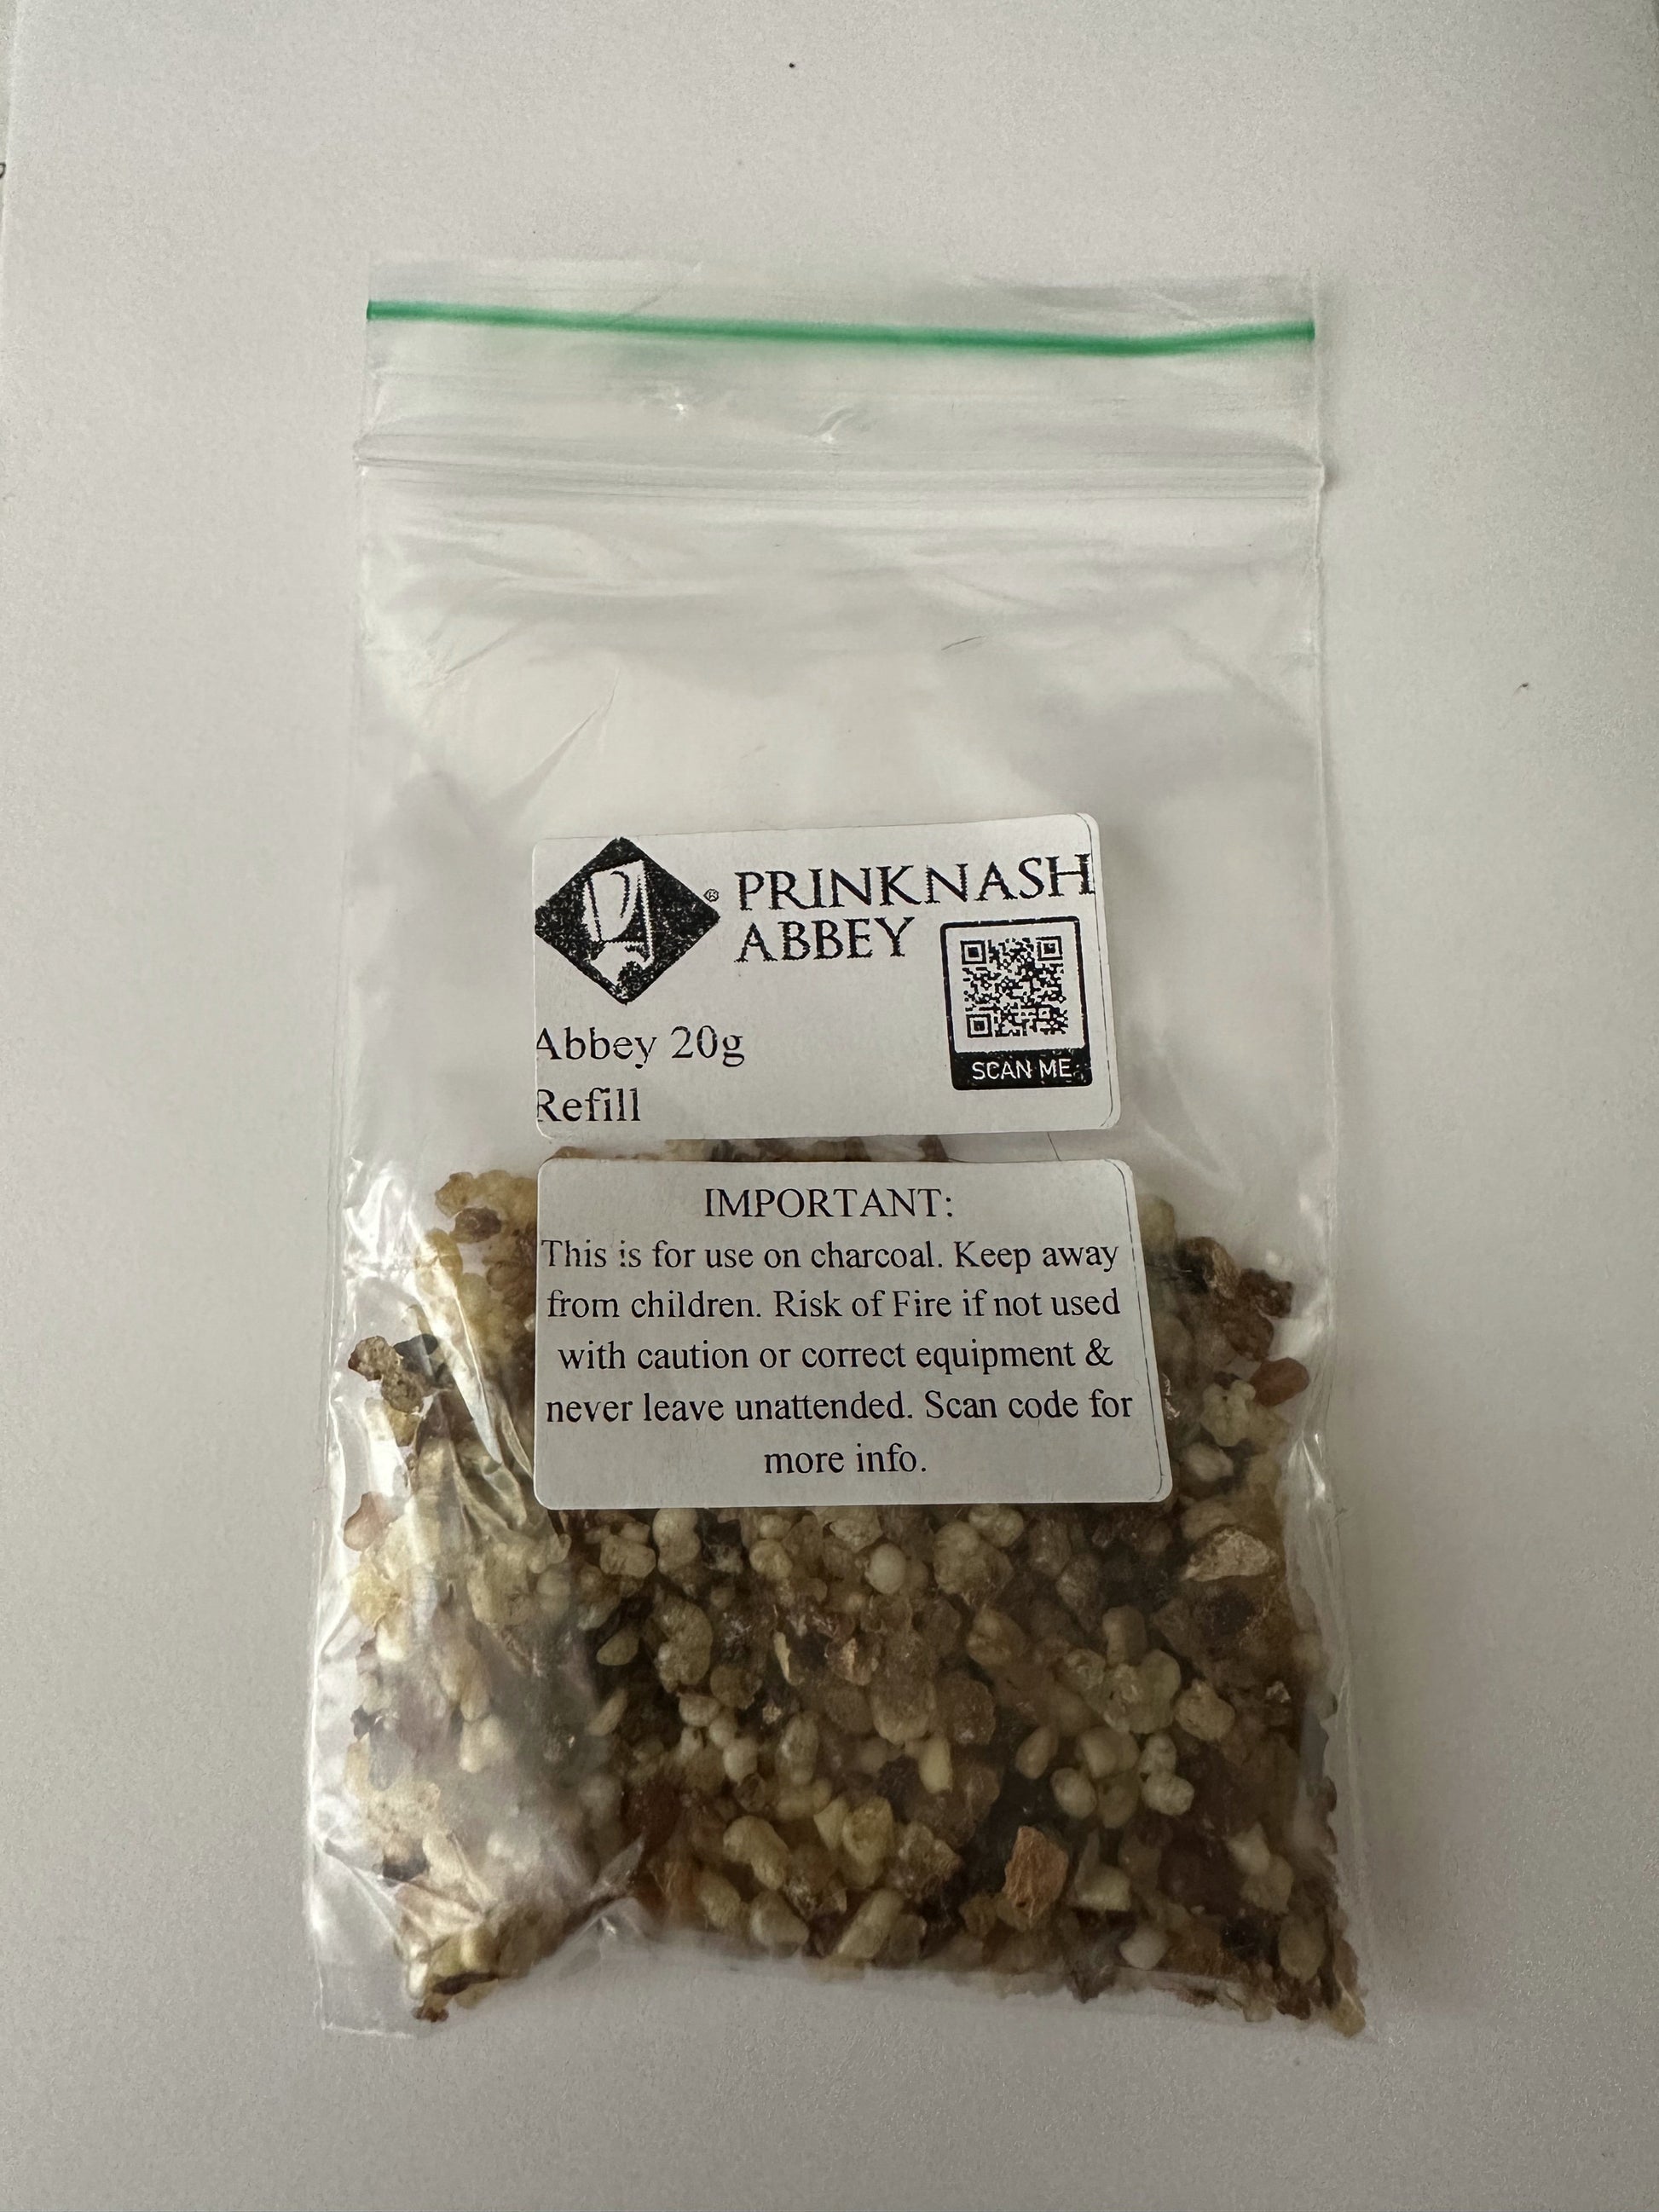 ® PRINKNASH
ABBEY
Abbey 20g
Refill
SCAN ME
IMPORTANT:
This is for use on charcoal. Keep away
from children. Risk of Fire if not used
with caution or correct equipment &
never leave unattended. Scan code for
more info.